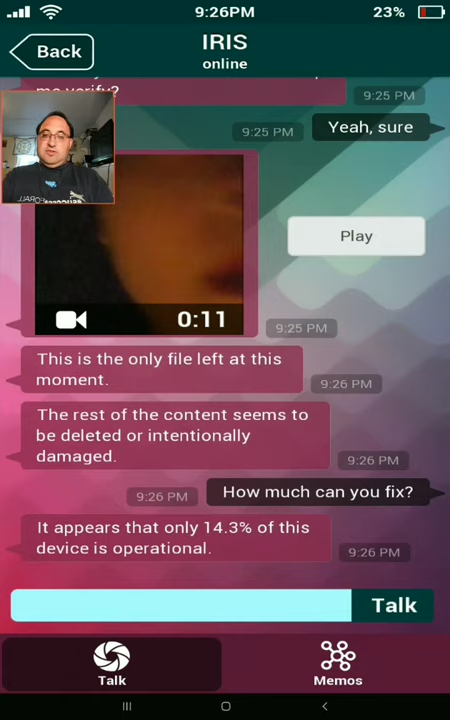 9:26PM
23%
Back
IRIS
online
me verify?
9:25 PM
9:25 PM
Yeah, sure
Play
0:11
9:25 PM
This is the only file left at this
moment.
9:26 PM
The rest of the content seems to
be deleted or intentionally
damaged.
9:26 PM
9:26 PM
How much can you fix?
It appears that only 14.3% of this
device is operational.
9:26 PM
Talk
Talk
Memos